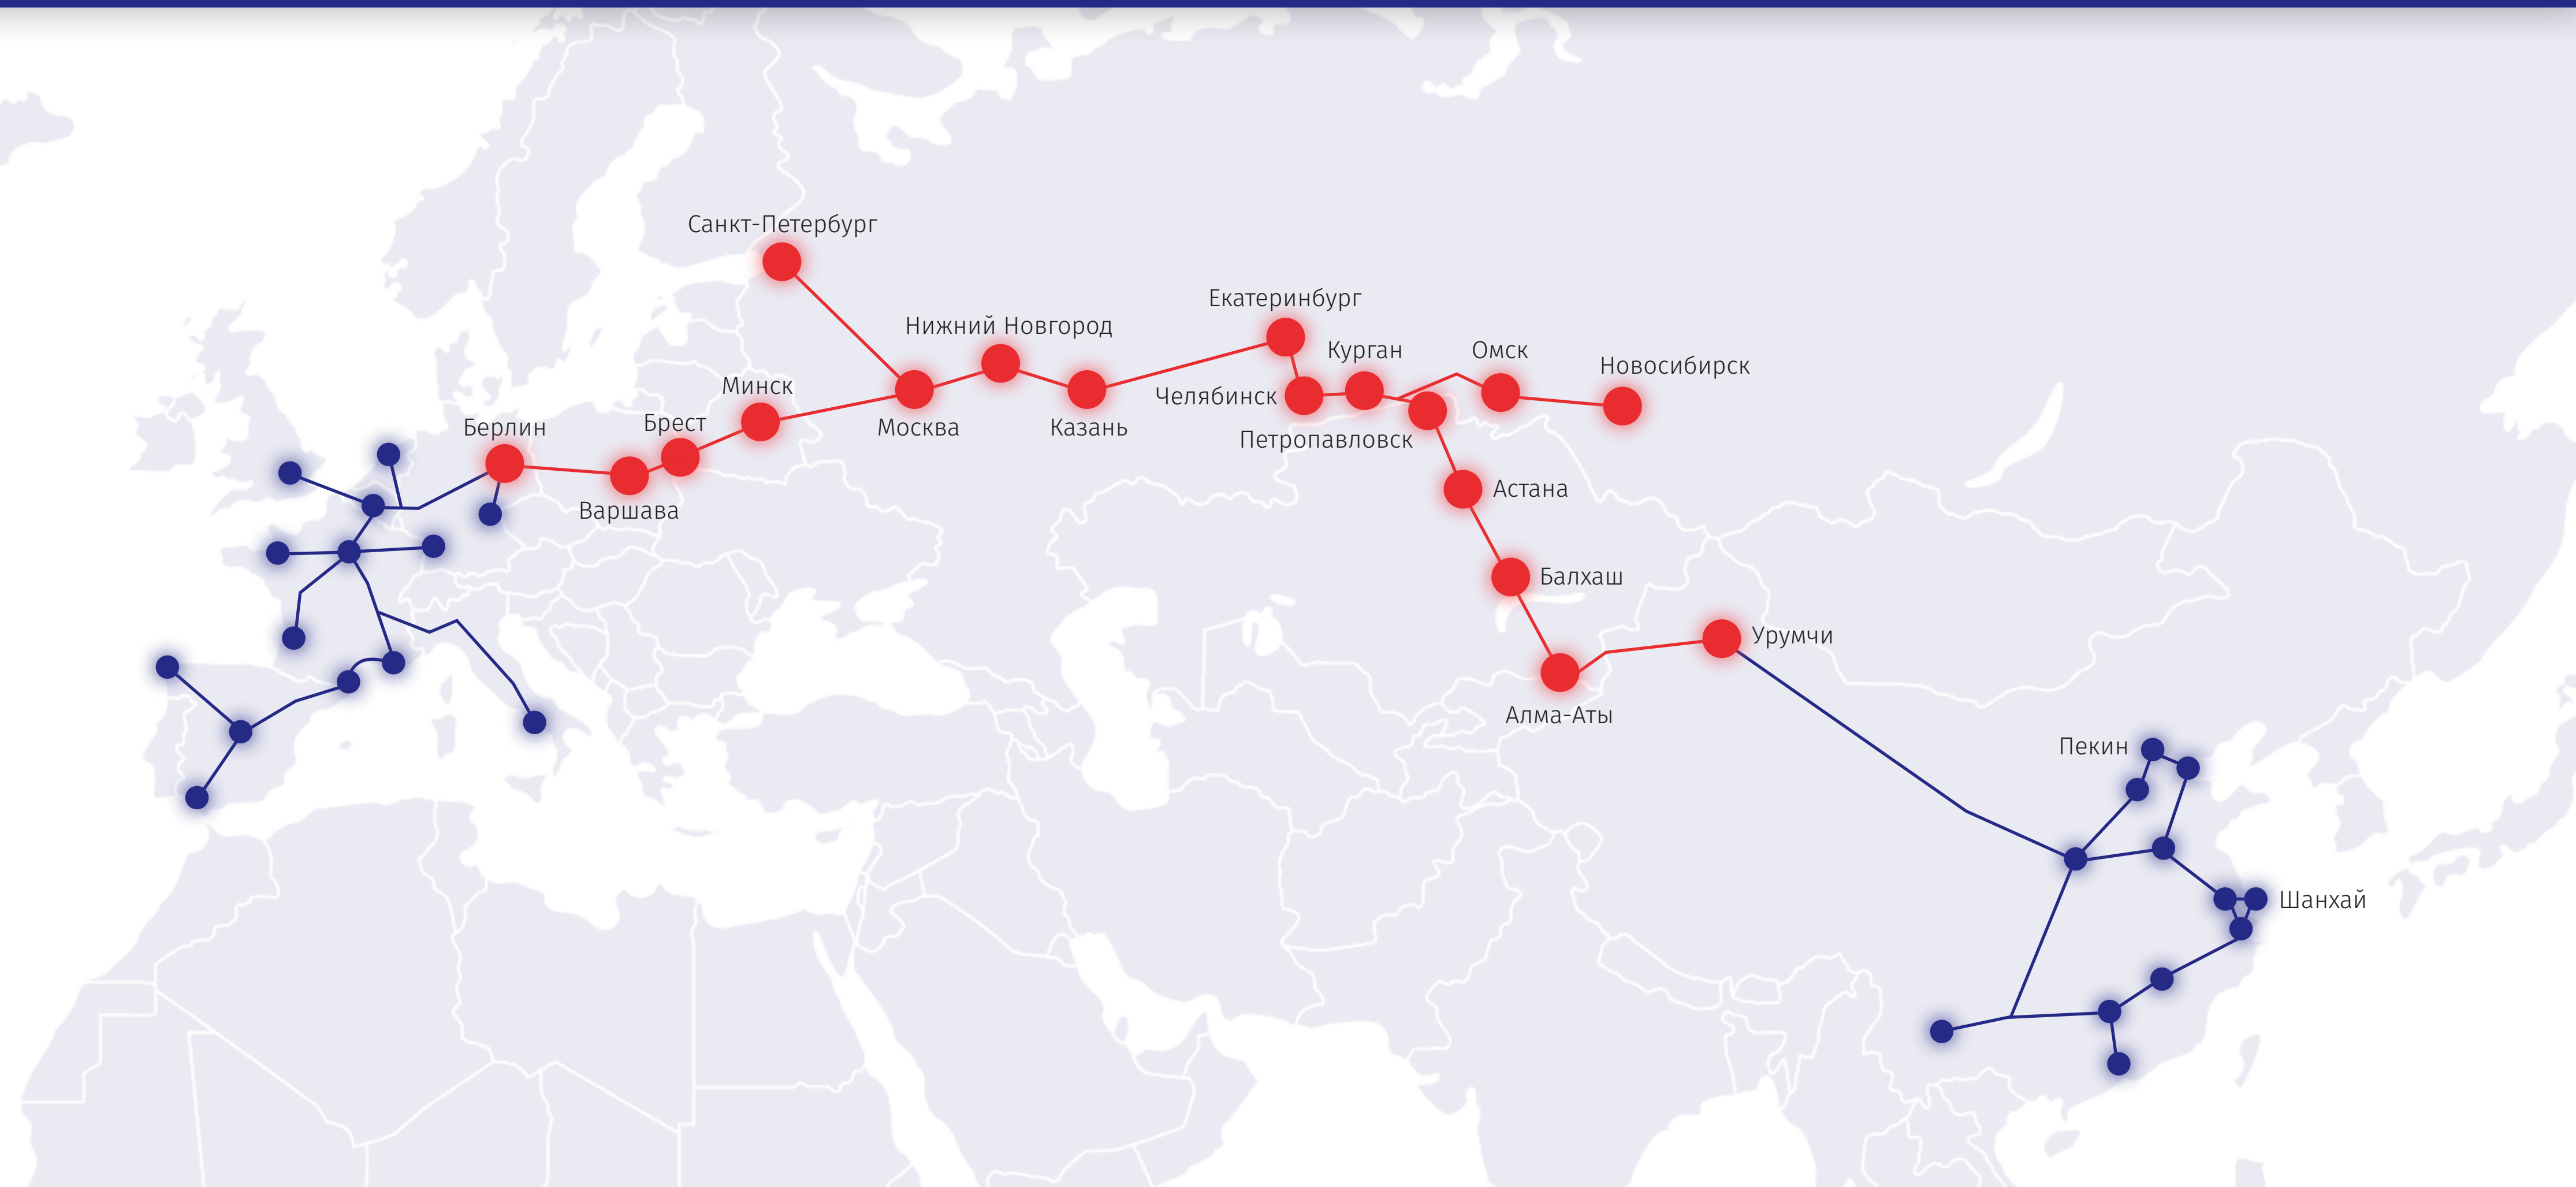 Санкт-Петербург
Екатеринбург
Нижний Новгород
Курган
Омск
Новосибирск
Минск
Челябинск
Брест
Берлин
Москва
Казань
Петропавловск
Астана
Варшава
Балхаш
Урумчи
Алма-Аты
Пекин
Шанхай